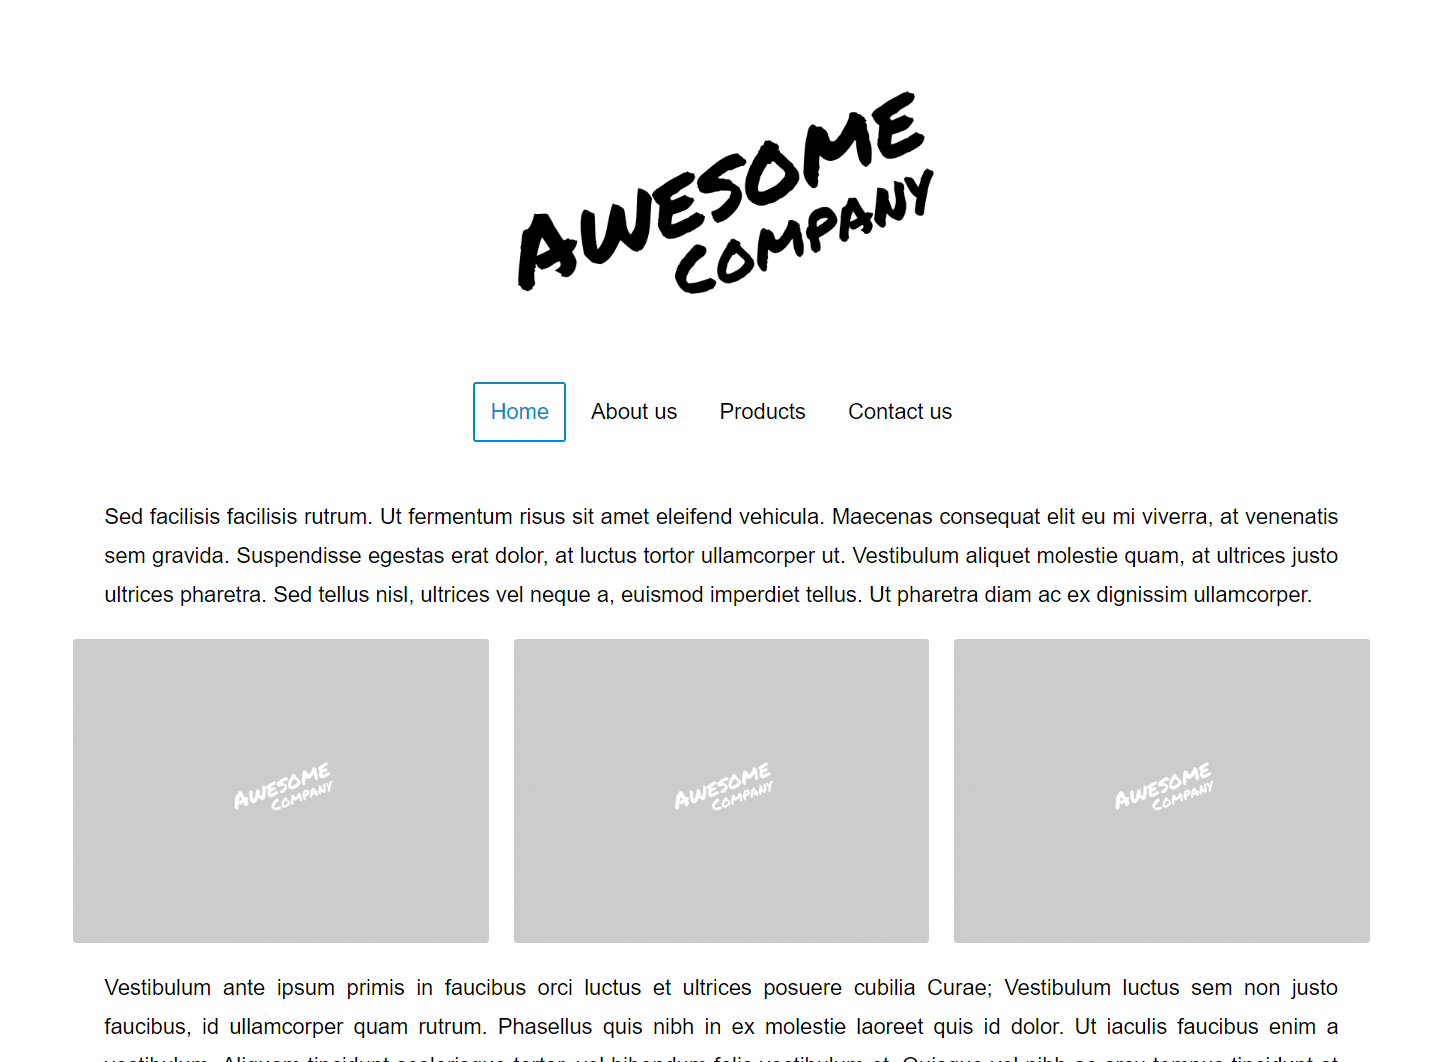 AWESOME
COMPANY
Home About us Products Contact us
Sed facilisis facilisis rutrum. Ut fermentum risus sit amet eleifend vehicula. Maecenas consequat elit eu mi viverra, at venenatis
sem gravida. Suspendisse egestas erat dolor, at luctus tortor ullamcorper ut. Vestibulum aliquet molestie quam, at ultrices justo
ultrices pharetra. Sed tellus nisl, ultrices vel neque a, euismod imperdiet tellus. Ut pharetra diam ac ex dignissim ullamcorper.
AWESOME
COMPANY
AWESOME
COMPANY
AWESOME
COMPANY
Vestibulum ante ipsum primis in faucibus orci luctus et ultrices posuere cubilia Curae; Vestibulum luctus sem non justo
faucibus, id ullamcorper quam rutrum. Phasellus quis nibh in ex molestie laoreet quis id dolor. Ut iaculis faucibus enim a